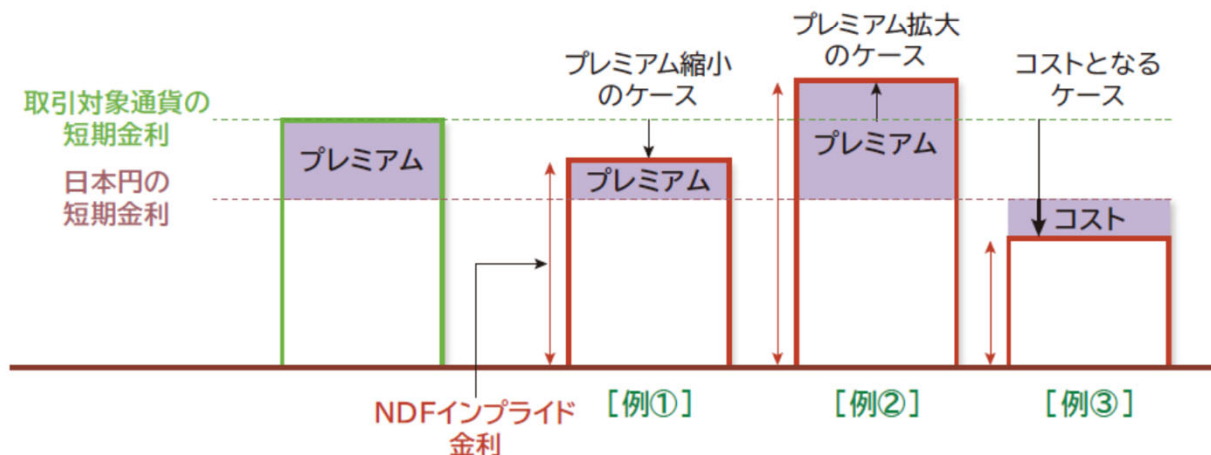 取引対象通貨の
短期金利
日本円の
短期金利
プレミアム
プレミアム縮小
のケース
プレミアム
プレミアム拡大
のケース
プレミアム
コストとなる
ケース
コスト
NDFインプライド
金利
[例①]
[例②]
[例③]